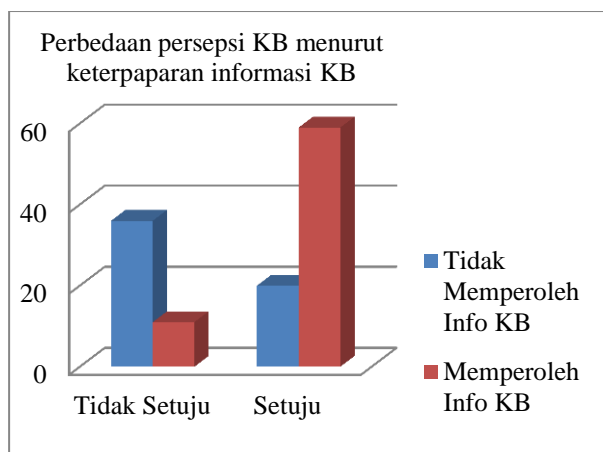 Perbedaan persepsi KB menurut
keterpaparan informasi KB
60
40
20
0
Tidak Setuju
Setuju
Tidak
Memperoleh
Info KB
Memperoleh
Info KB